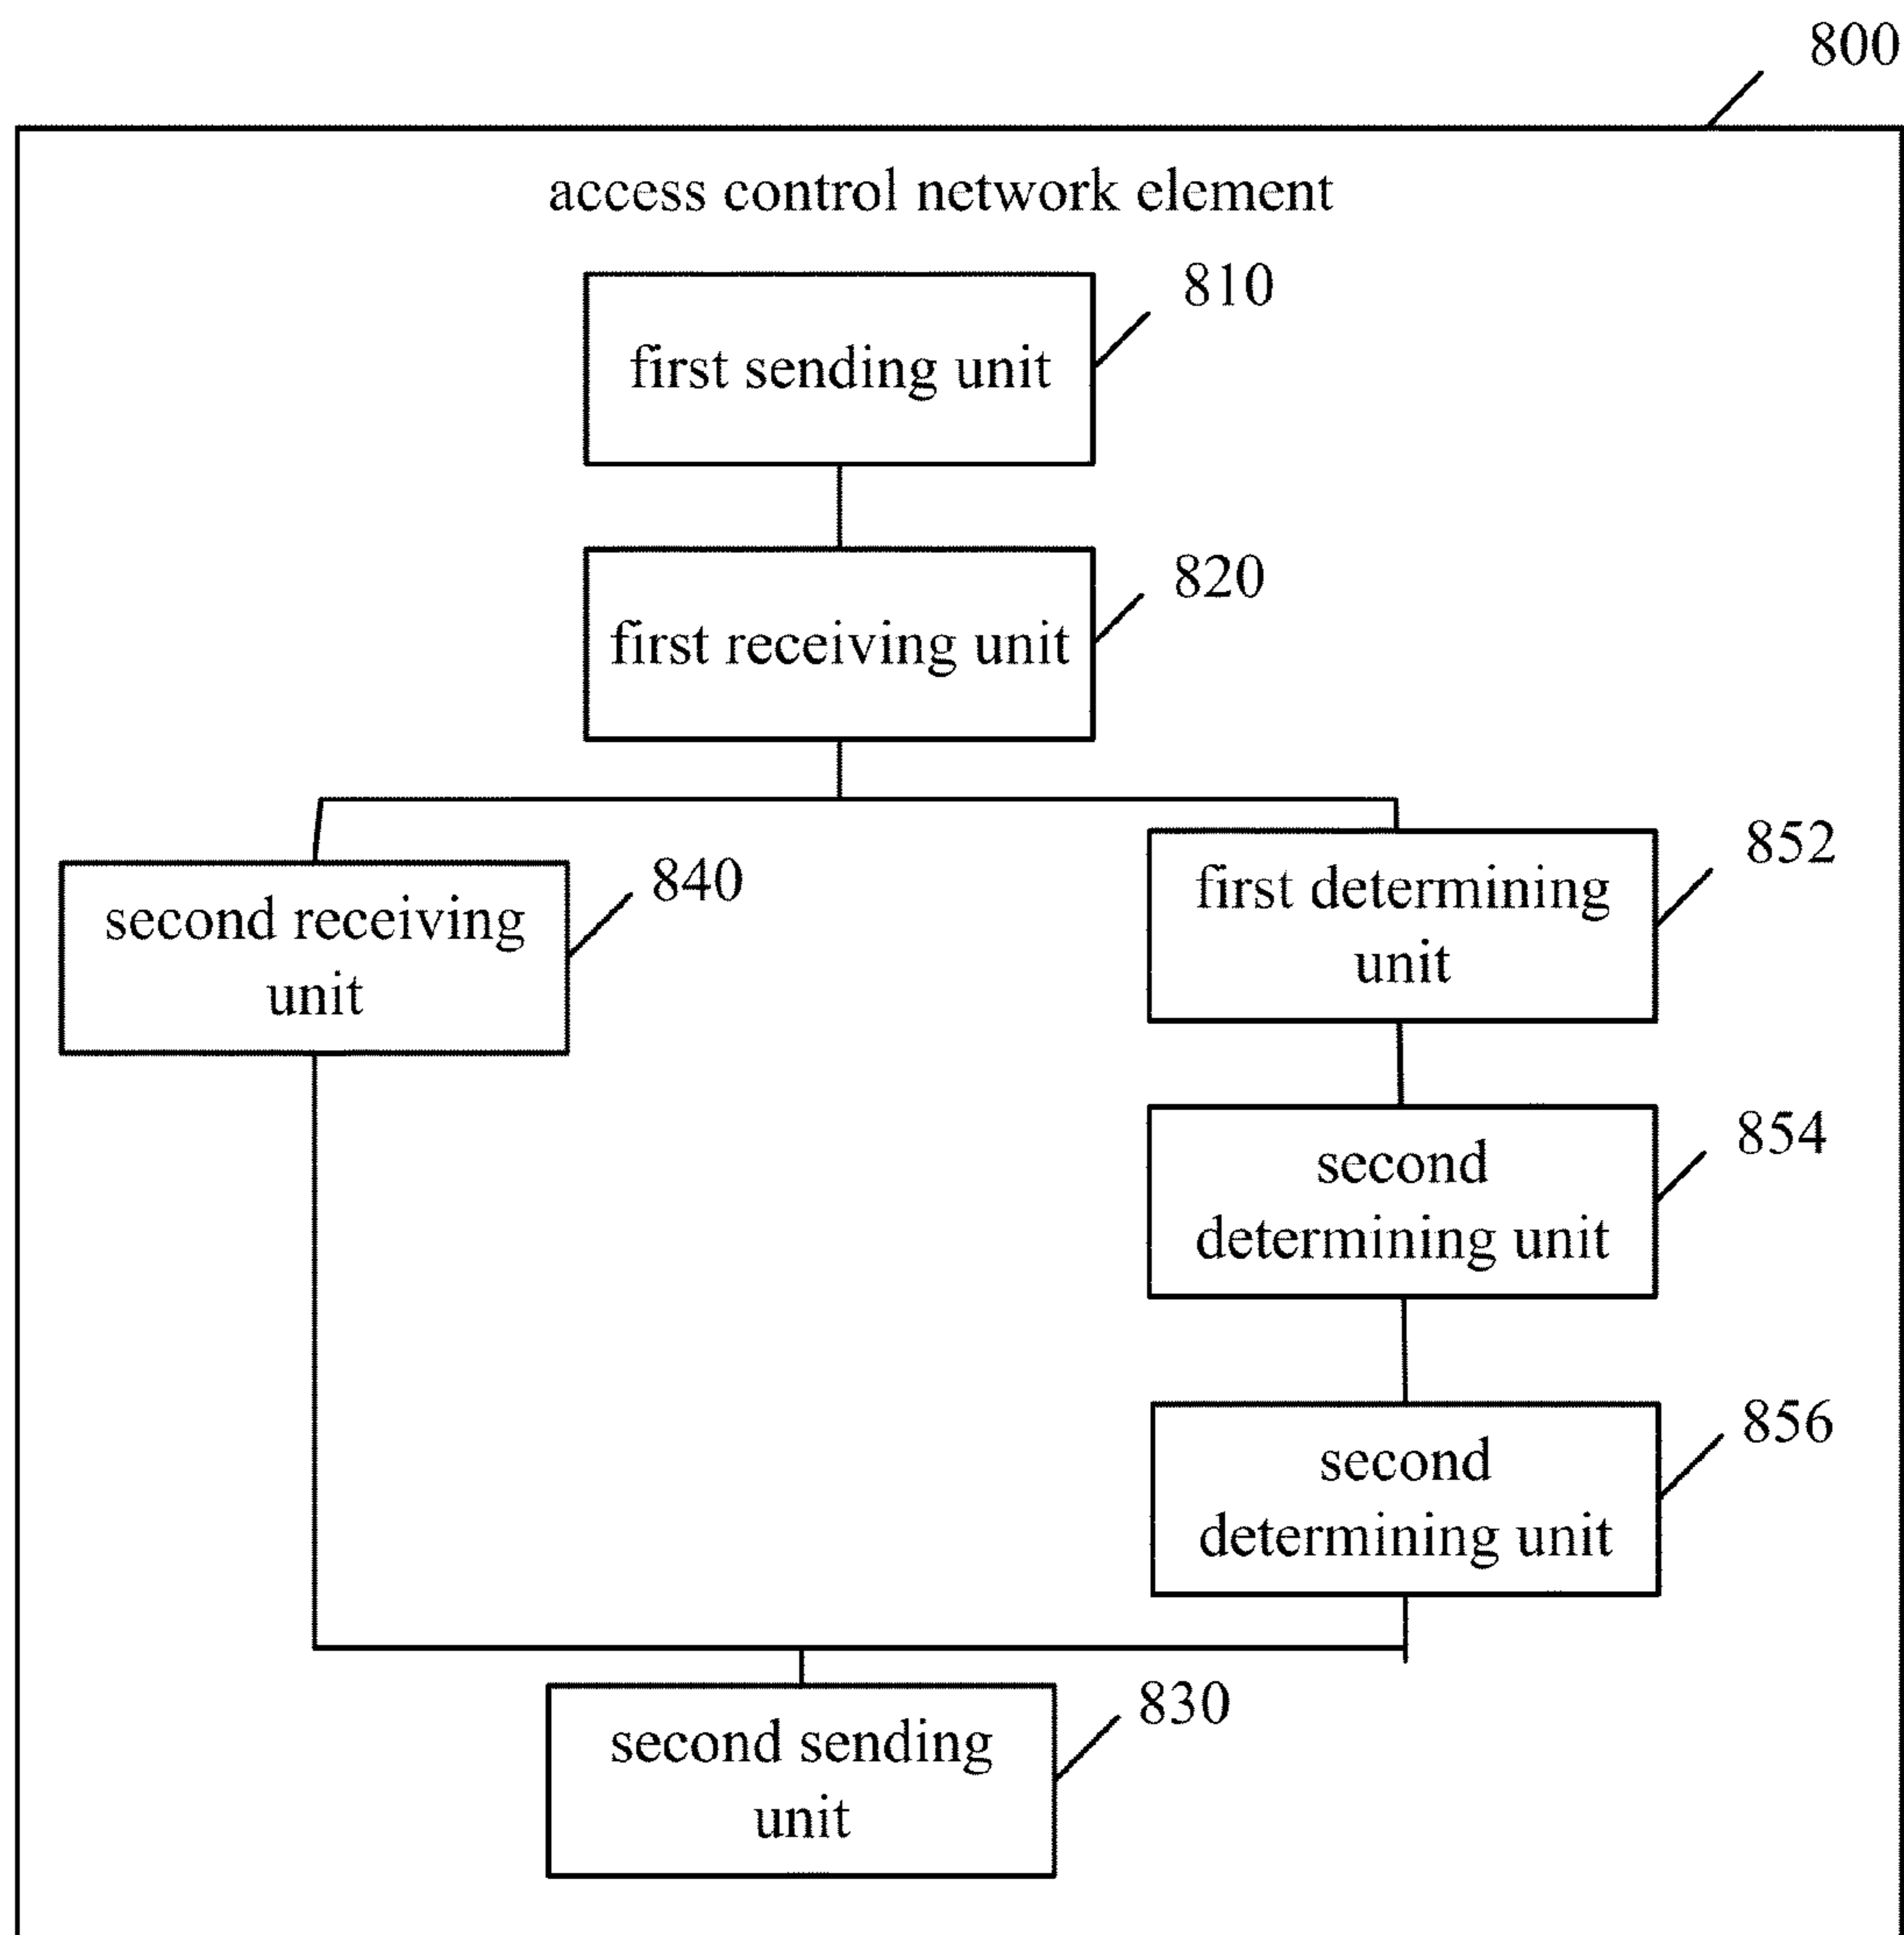 800
access control network element
810
first sending unit
820
first receiving unit
840
second receiving
unit
852
first determining
unit
854
second
determining unit
856
second
determining unit
830
second sending
unit